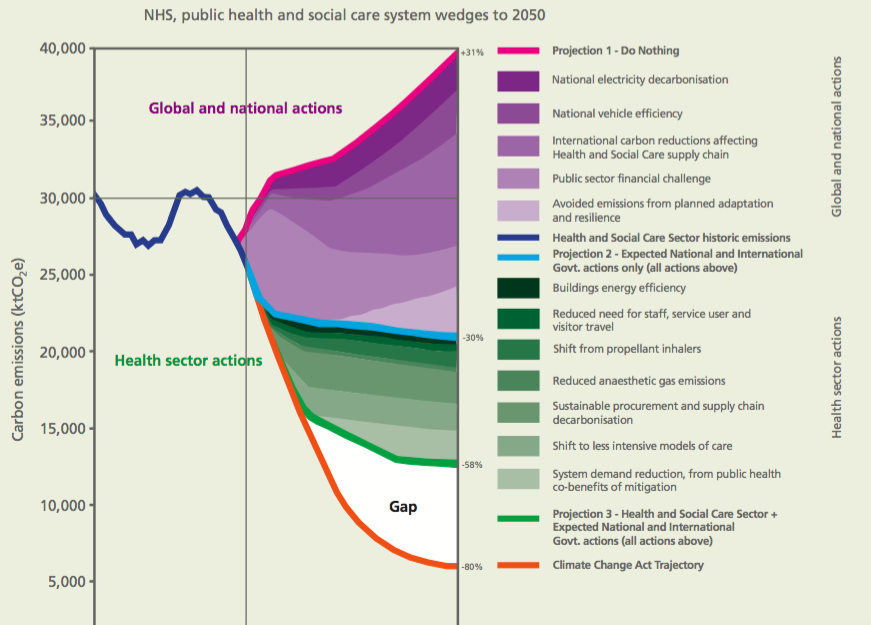 NHS, public health and social care system wedges to 2050
Carbon emissions (ktCO₂e)
40,000
35,000
30,000
25,000
20,000
15,000
10,000
5,000
Global and national actions
Health sector actions
Gap
+31%
-30%
-58%
-80%
Projection 1 - Do Nothing
National electricity decarbonisation
National vehicle efficiency
International carbon reductions affecting
Health and Social Care supply chain
Public sector financial challenge
Avoided emissions from planned adaptation
and resilience
Health and Social Care Sector historic emissions
Projection 2 - Expected National and International
Govt. actions only (all actions above)
Buildings energy efficiency
Reduced need for staff, service user and
visitor travel
Shift from propellant inhalers
Reduced anaesthetic gas emissions
Sustainable procurement and supply chain
decarbonisation
Shift to less intensive models of care
System demand reduction, from public health
co-benefits of mitigation
Projection 3 - Health and Social Care Sector +
Expected National and International
Govt. actions (all actions above)
Climate Change Act Trajectory
Global and national actions
Health sector actions